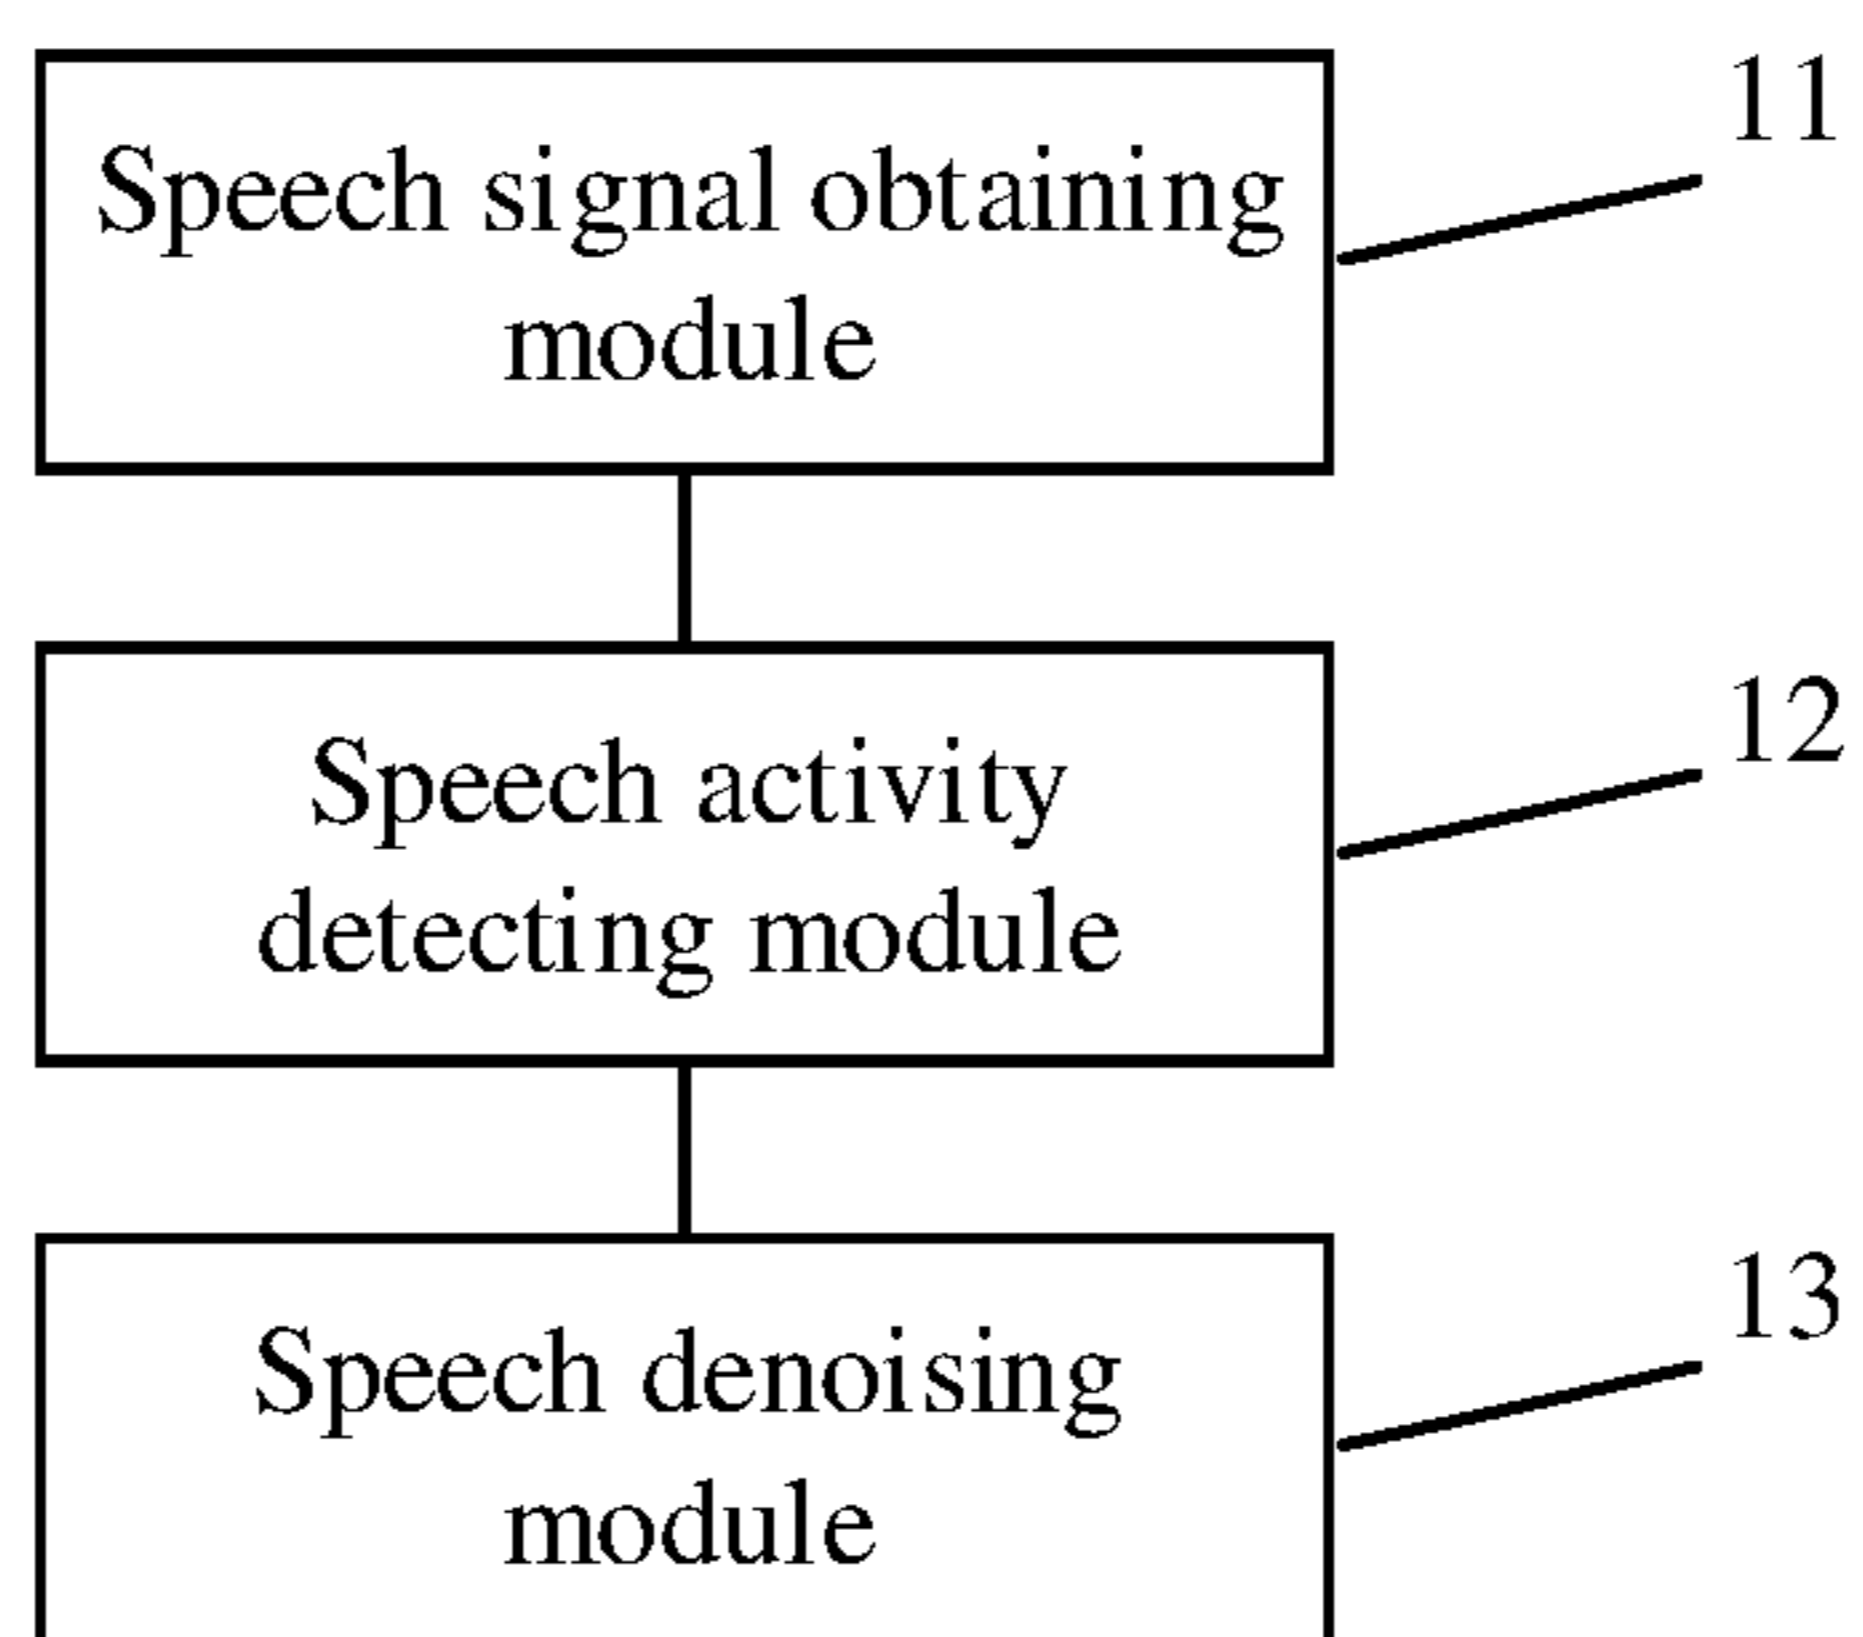 11
Speech signal obtaining
module
12
Speech activity
detecting module
13
Speech denoising
module